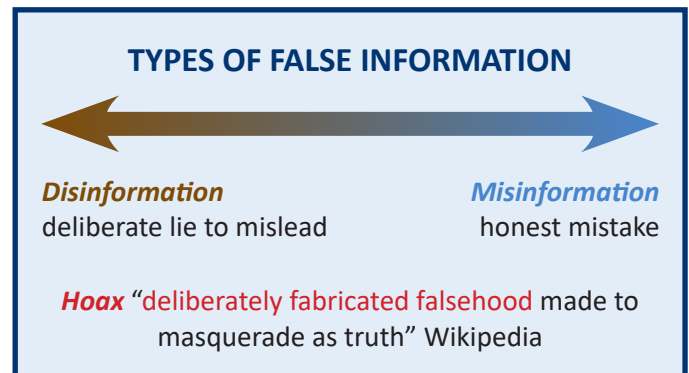 TYPES OF FALSE INFORMATION
Disinformation
deliberate lie to mislead
Misinformation
honest mistake
Hoax “deliberately fabricated falsehood made to
masquerade as truth” Wikipedia